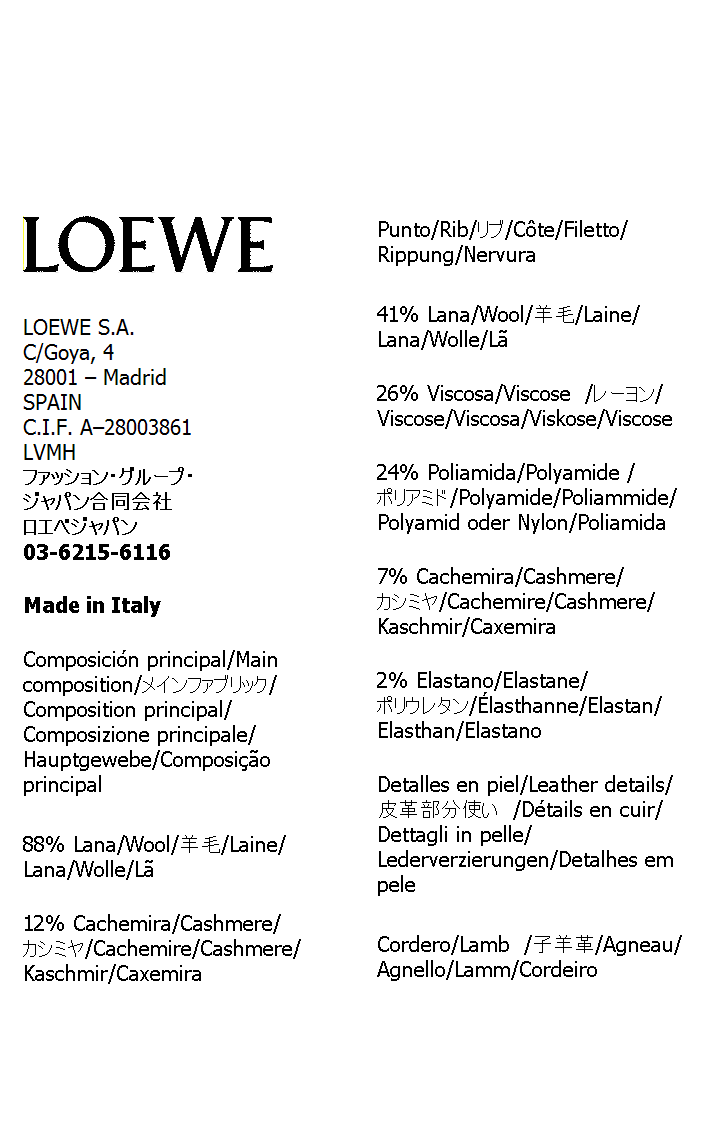 LOEWE
LOEWE S.A.
C/Goya, 4
28001 – Madrid
SPAIN
C.I.F. A–28003861
LVMH
ファッション・グループ・
ジャパン合同会社
ロエベジャパン
03-6215-6116
Made in Italy
Composición principal/Main
composition/メインファブリック/
Composition principal/
Composizione principale/
Hauptgewebe/Composição
principal
88% Lana/Wool/羊毛/Laine/
Lana/Wolle/Lã
12% Cachemira/Cashmere/
カシミヤ/Cachemire/Cashmere/
Kaschmir/Caxemira
Punto/Rib/リブ/Côte/Filetto/
Rippung/Nervura
41% Lana/Wool/羊毛/Laine/
Lana/Wolle/Lã
26% Viscosa/Viscose /レーヨン/
Viscose/Viscosa/Viskose/Viscose
24% Poliamida/Polyamide /
ポリアミド/Polyamide/Poliammide/
Polyamid oder Nylon/Poliamida
7% Cachemira/Cashmere/
カシミヤ/Cachemire/Cashmere/
Kaschmir/Caxemira
2% Elastano/Elastane/
ポリウレタン/Élasthanne/Elastan/
Elasthan/Elastano
Detalles en piel/Leather details/
皮革部分使い /Détails en cuir/
Dettagli in pelle/
Lederverzierungen/Detalhes em
pele
Cordero/Lamb /子羊革/Agneau/
Agnello/Lamm/Cordeiro